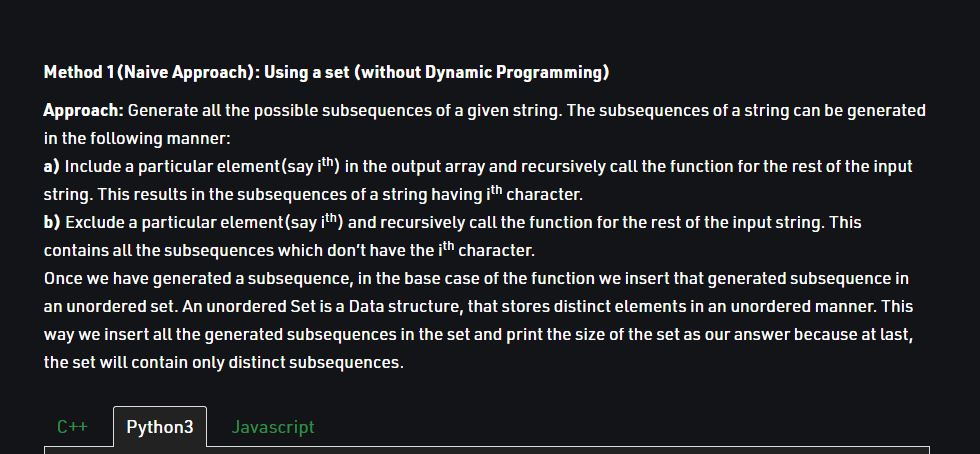 Method 1(Naive Approach): Using a set (without Dynamic Programming)
Approach: Generate all the possible subsequences of a given string. The subsequences of a string can be generated
in the following manner:
a) Include a particular element(say ith) in the output array and recursively call the function for the rest of the input
string. This results in the subsequences of a string having ith character.
b) Exclude a particular element(say ith) and recursively call the function for the rest of the input string. This
contains all the subsequences which don't have the ith character.
Once we have generated a subsequence, in the base case of the function we insert that generated subsequence in
an unordered set. An unordered Set is a Data structure, that stores distinct elements in an unordered manner. This
way we insert all the generated subsequences in the set and print the size of the set as our answer because at last,
the set will contain only distinct subsequences.
C++ Python3 Javascript